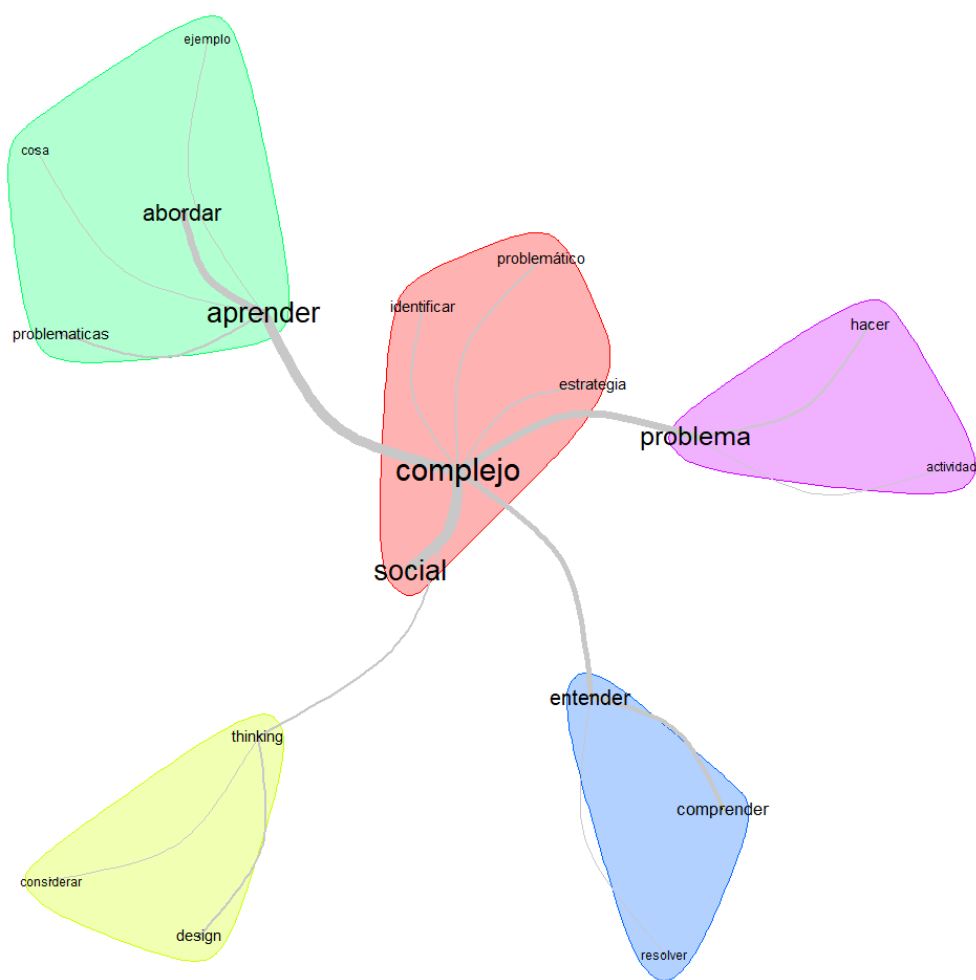 ejemplo
cosa
abordar
problemático
identificar
aprender
hacer
problematicas
estrategia
problema
complejo
actividad
social
entender
thinking
comprender
considerar
design
resolver